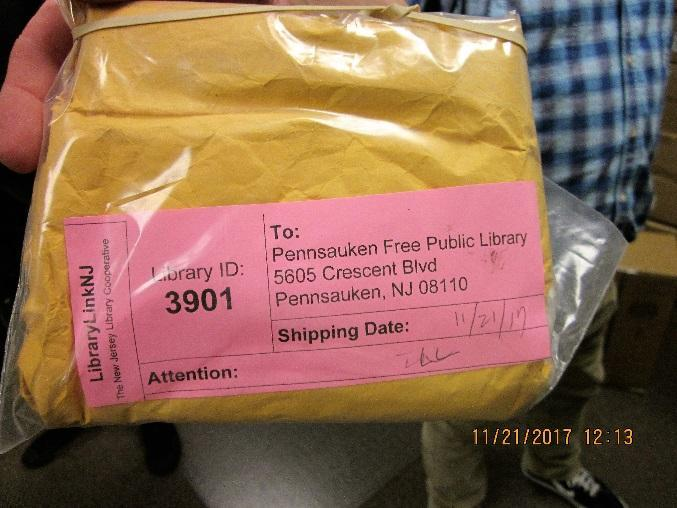 LibraryLinkNJ
The New Jersey Library Cooperative
Library ID:
3901
To:
Pennsauken Free Public Library
5605 Crescent Blvd
Pennsauken, NJ 08110
Shipping Date: 11/21/17
Attention:
11/21/2017 12:13